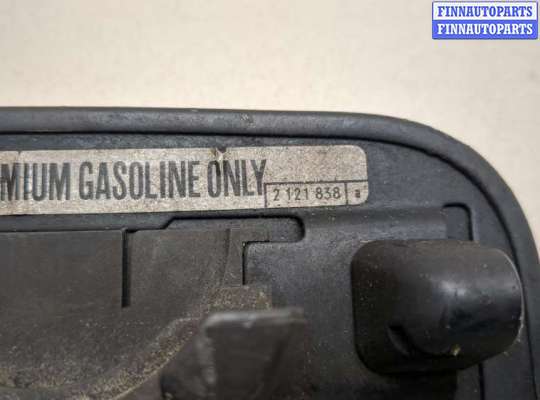 FINNAUTOPARTS
FINNAUTOPARTS
MIUM GASOLINE ONLY
2 121 838 a